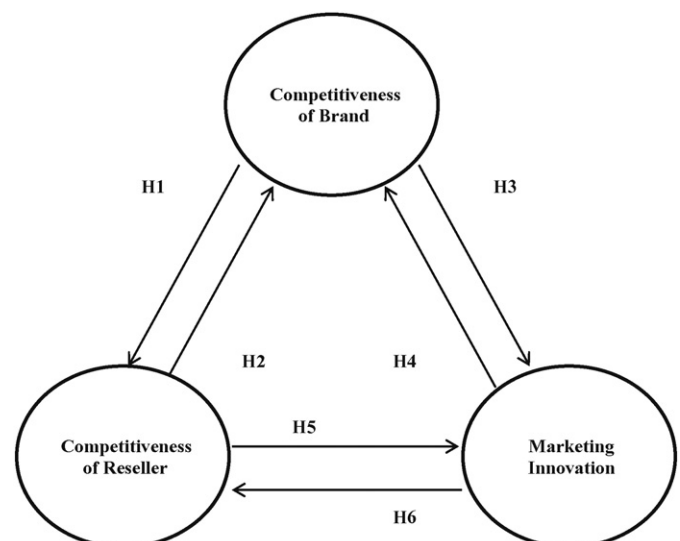 Competitiveness
of Brand
H1
H3
H2
H4
H5
Competitiveness
of Reseller
Marketing
Innovation
H6